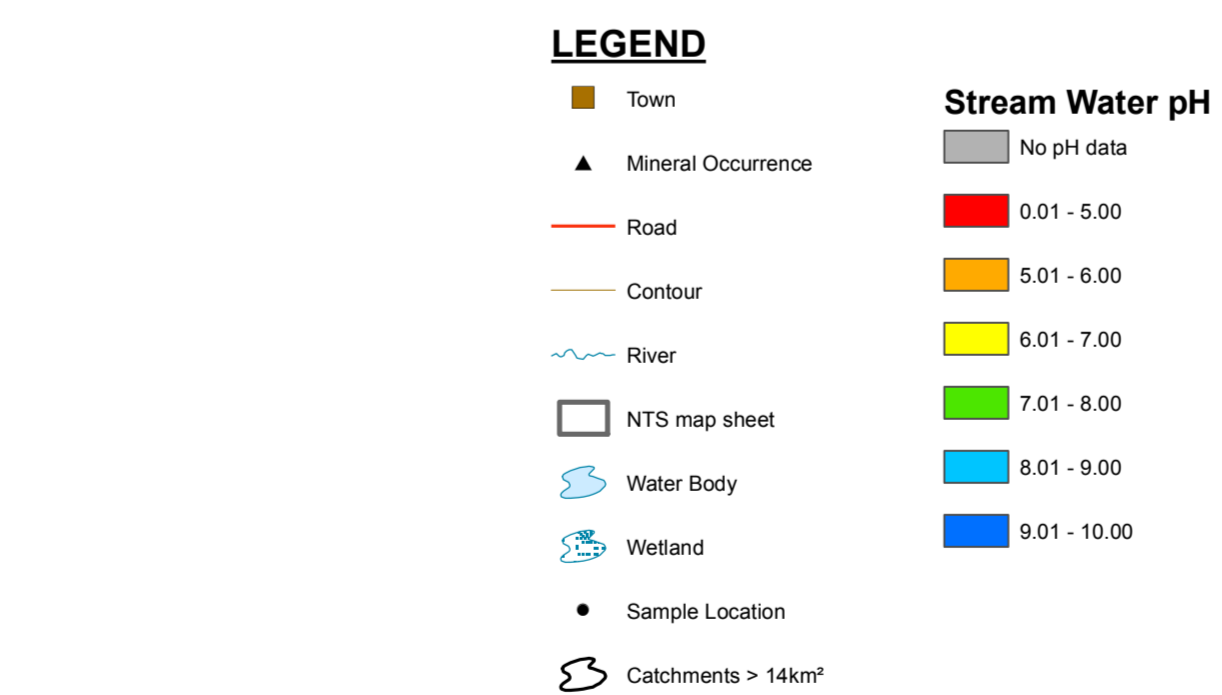 LEGEND
Town
Mineral Occurrence
Road
Contour
River
NTS map sheet
Water Body
Wetland
Sample Location
Catchments > 14km²
Stream Water pH
No pH data
0.01 - 5.00
5.01 - 6.00
6.01 - 7.00
7.01 - 8.00
8.01 - 9.00
9.01 - 10.00